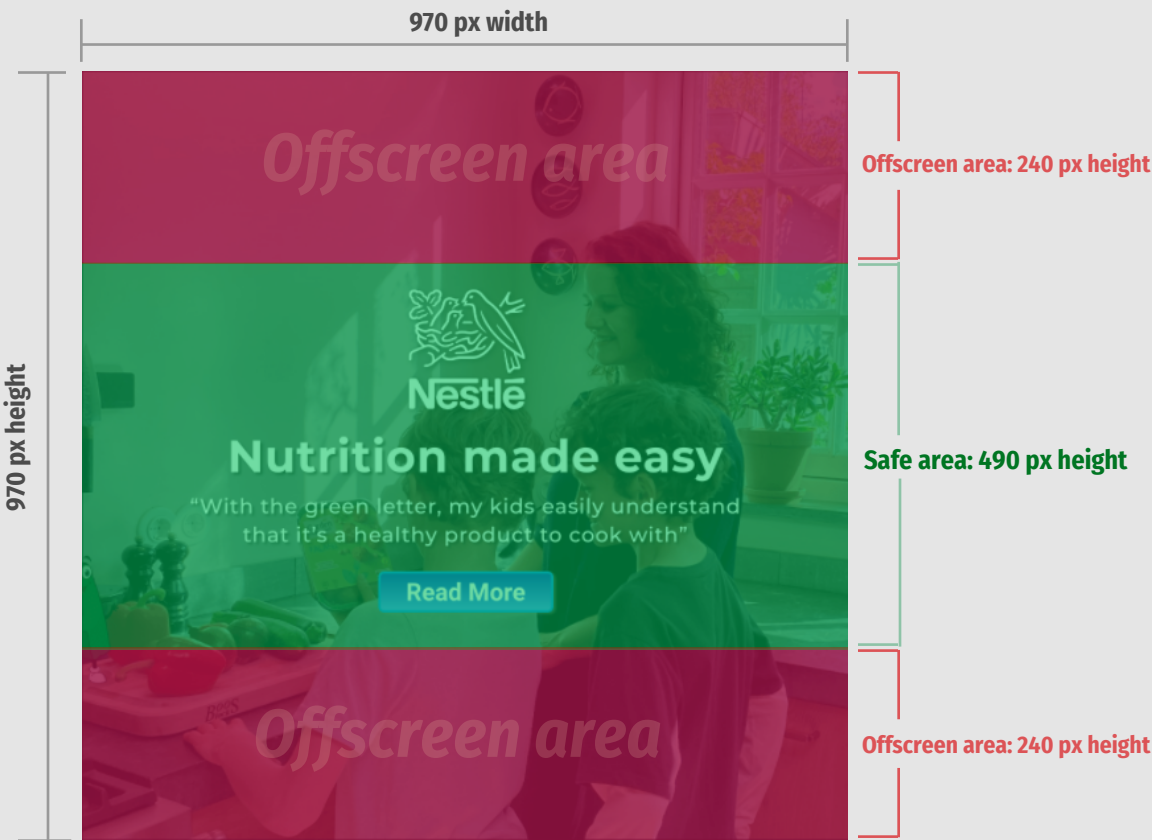 970 px width
Offscreen area
Offscreen area: 240 px height
970 px height
Nestlé
Nutrition made easy
“With the green letter, my kids easily understand
that it’s a healthy product to cook with”
Read More
Safe area: 490 px height
Offscreen area
Offscreen area: 240 px height